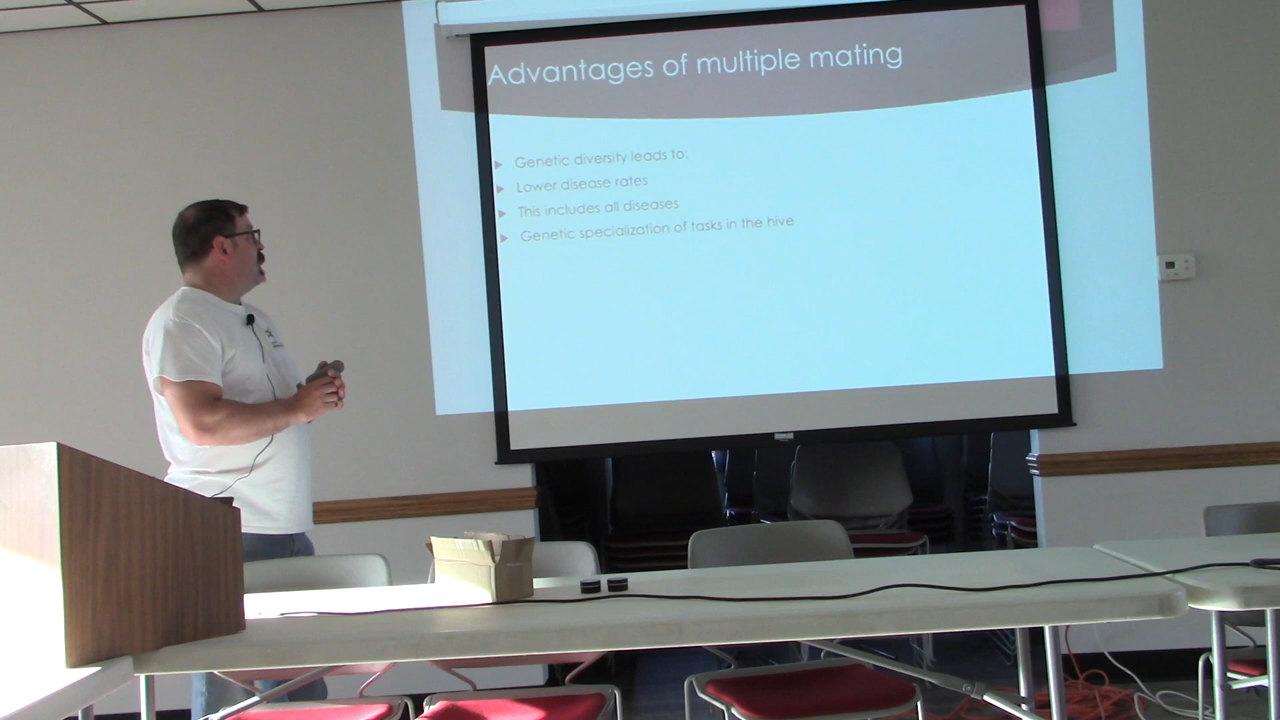 Advantages of multiple mating
Genetic diversity leads to:
Lower disease rates
This includes all diseases
Genetic specialization of tasks in the hive